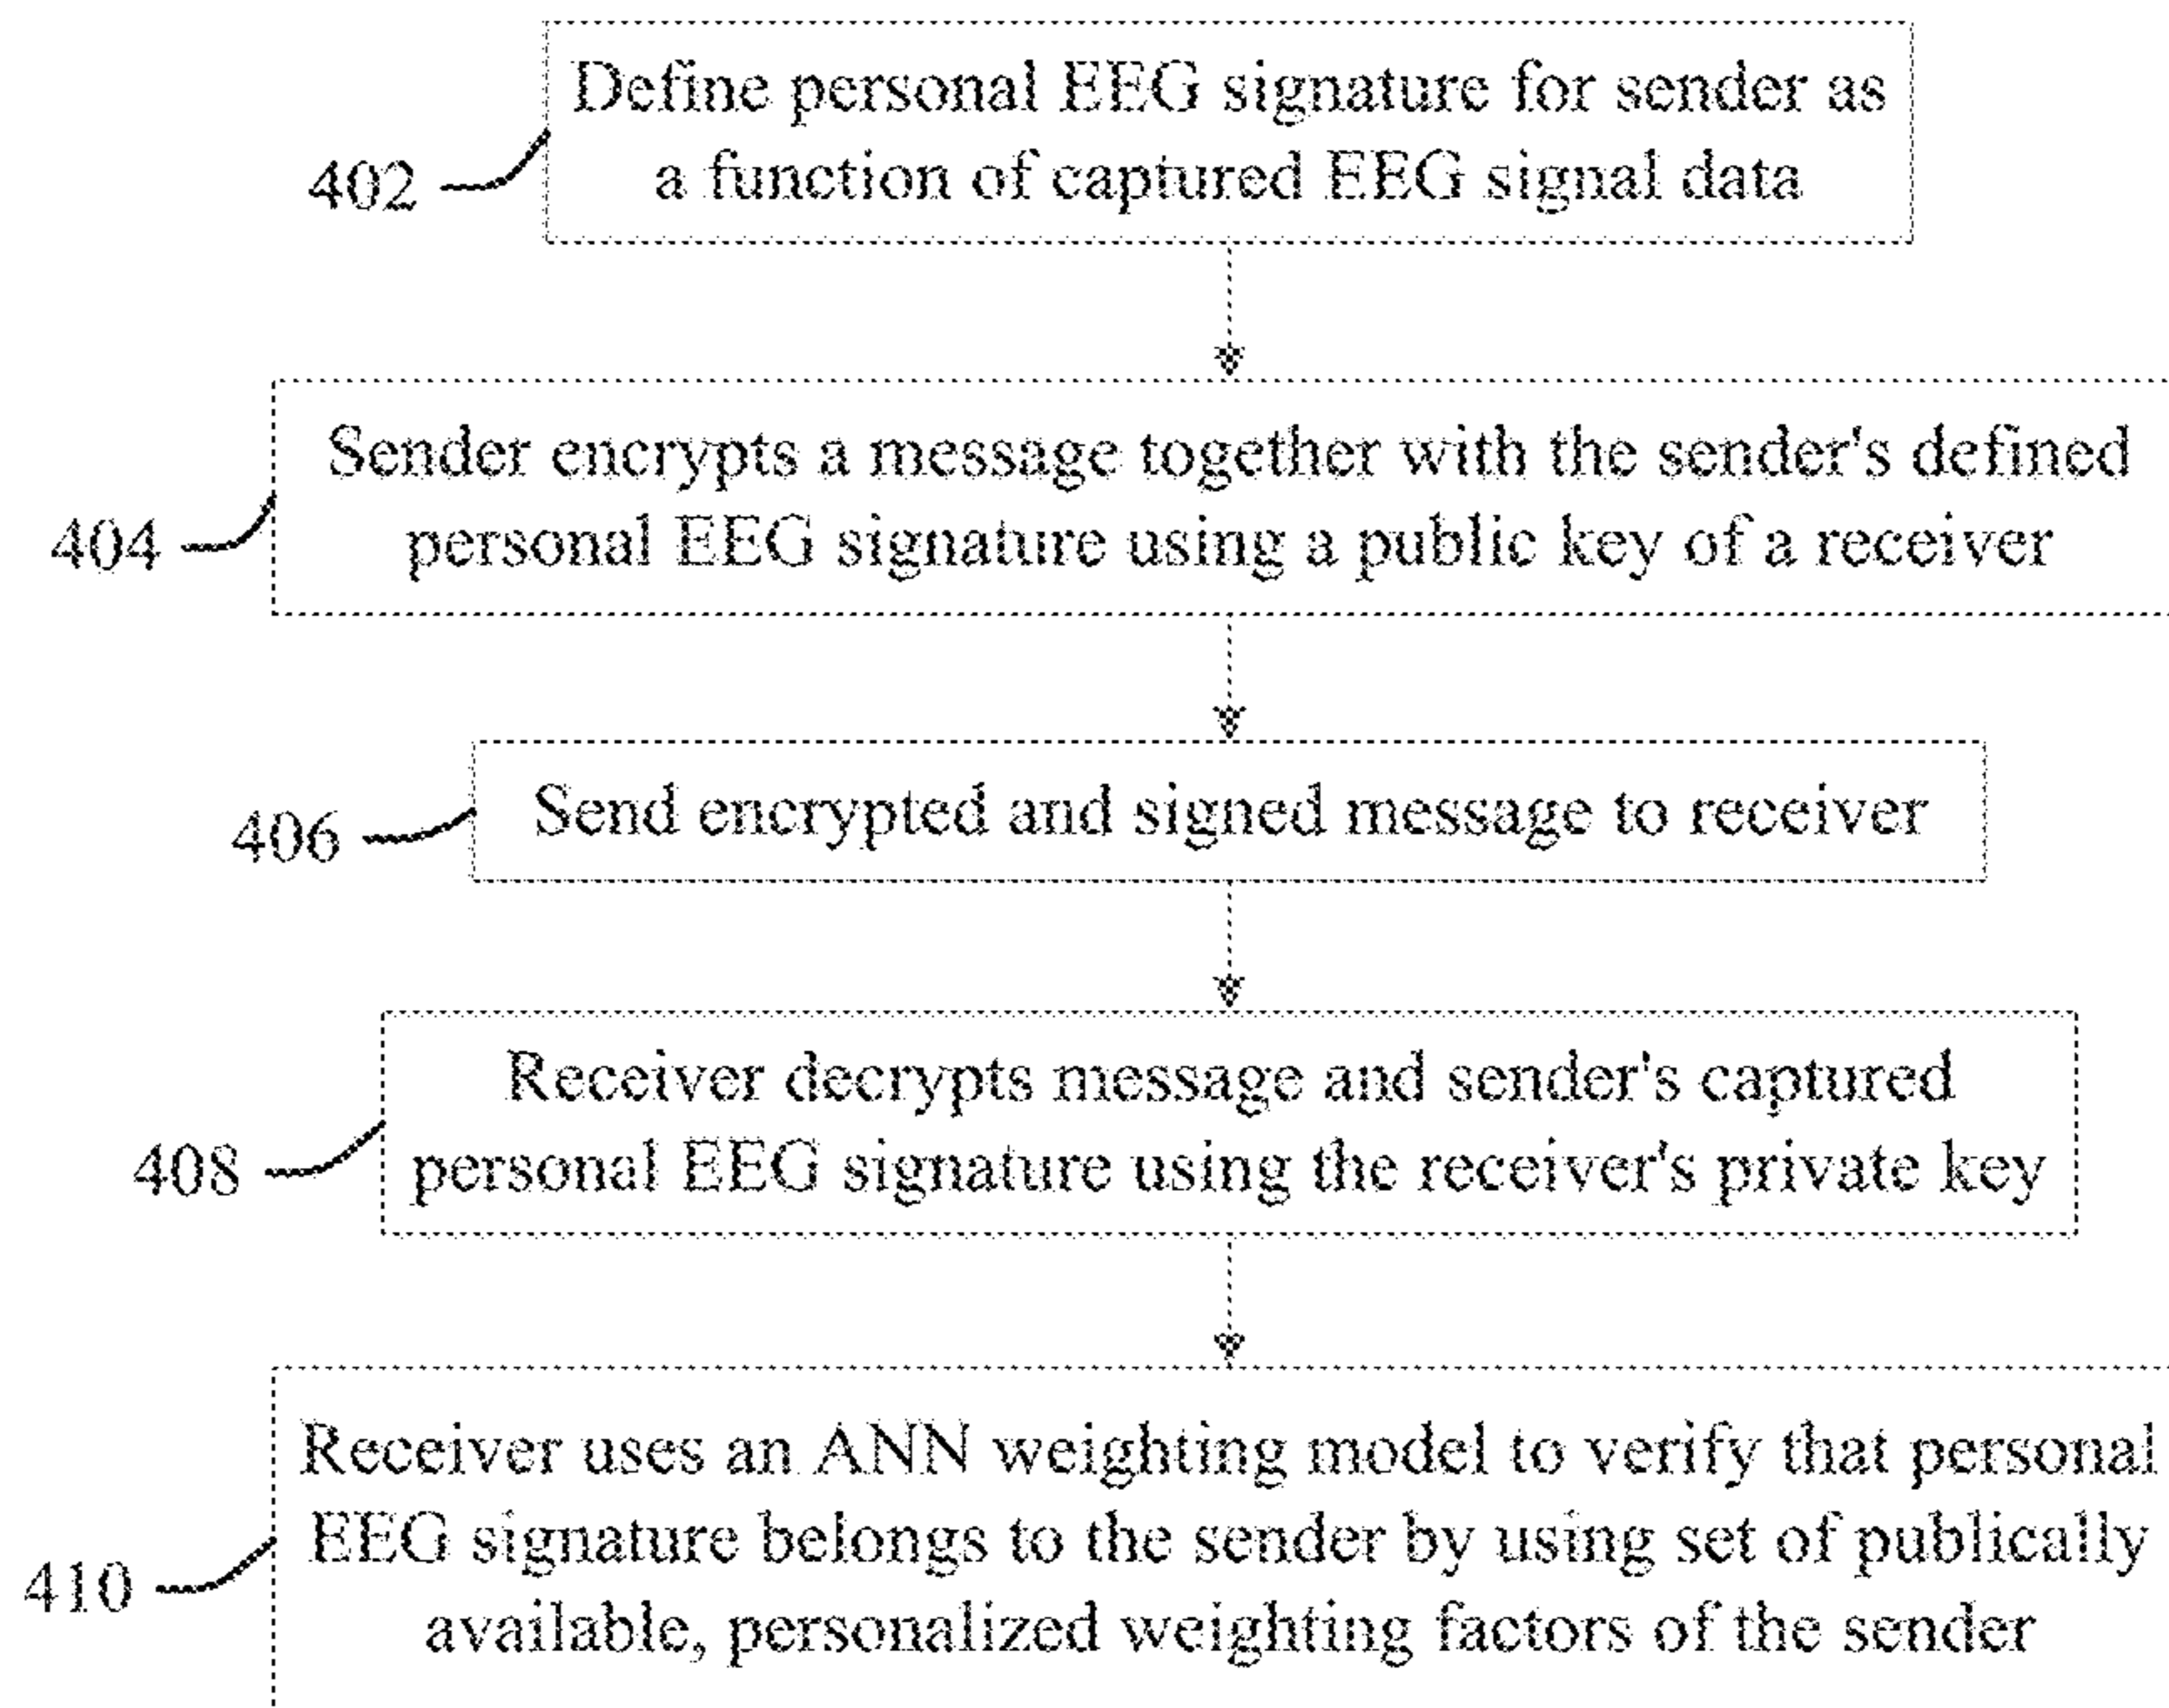 Define personal EEG signature for sender as
a function of captured EEG signal data
402
Sender encrypts a message together with the sender's defined
personal EEG signature using a public key of a receiver
404
Send encrypted and signed message to receiver
406
Receiver decrypts message and sender's captured
personal EEG signature using the receiver's private key
408
Receiver uses an ANN weighting model to verify that personal
EEG signature belongs to the sender by using set of publically
available, personalized weighting factors of the sender
410